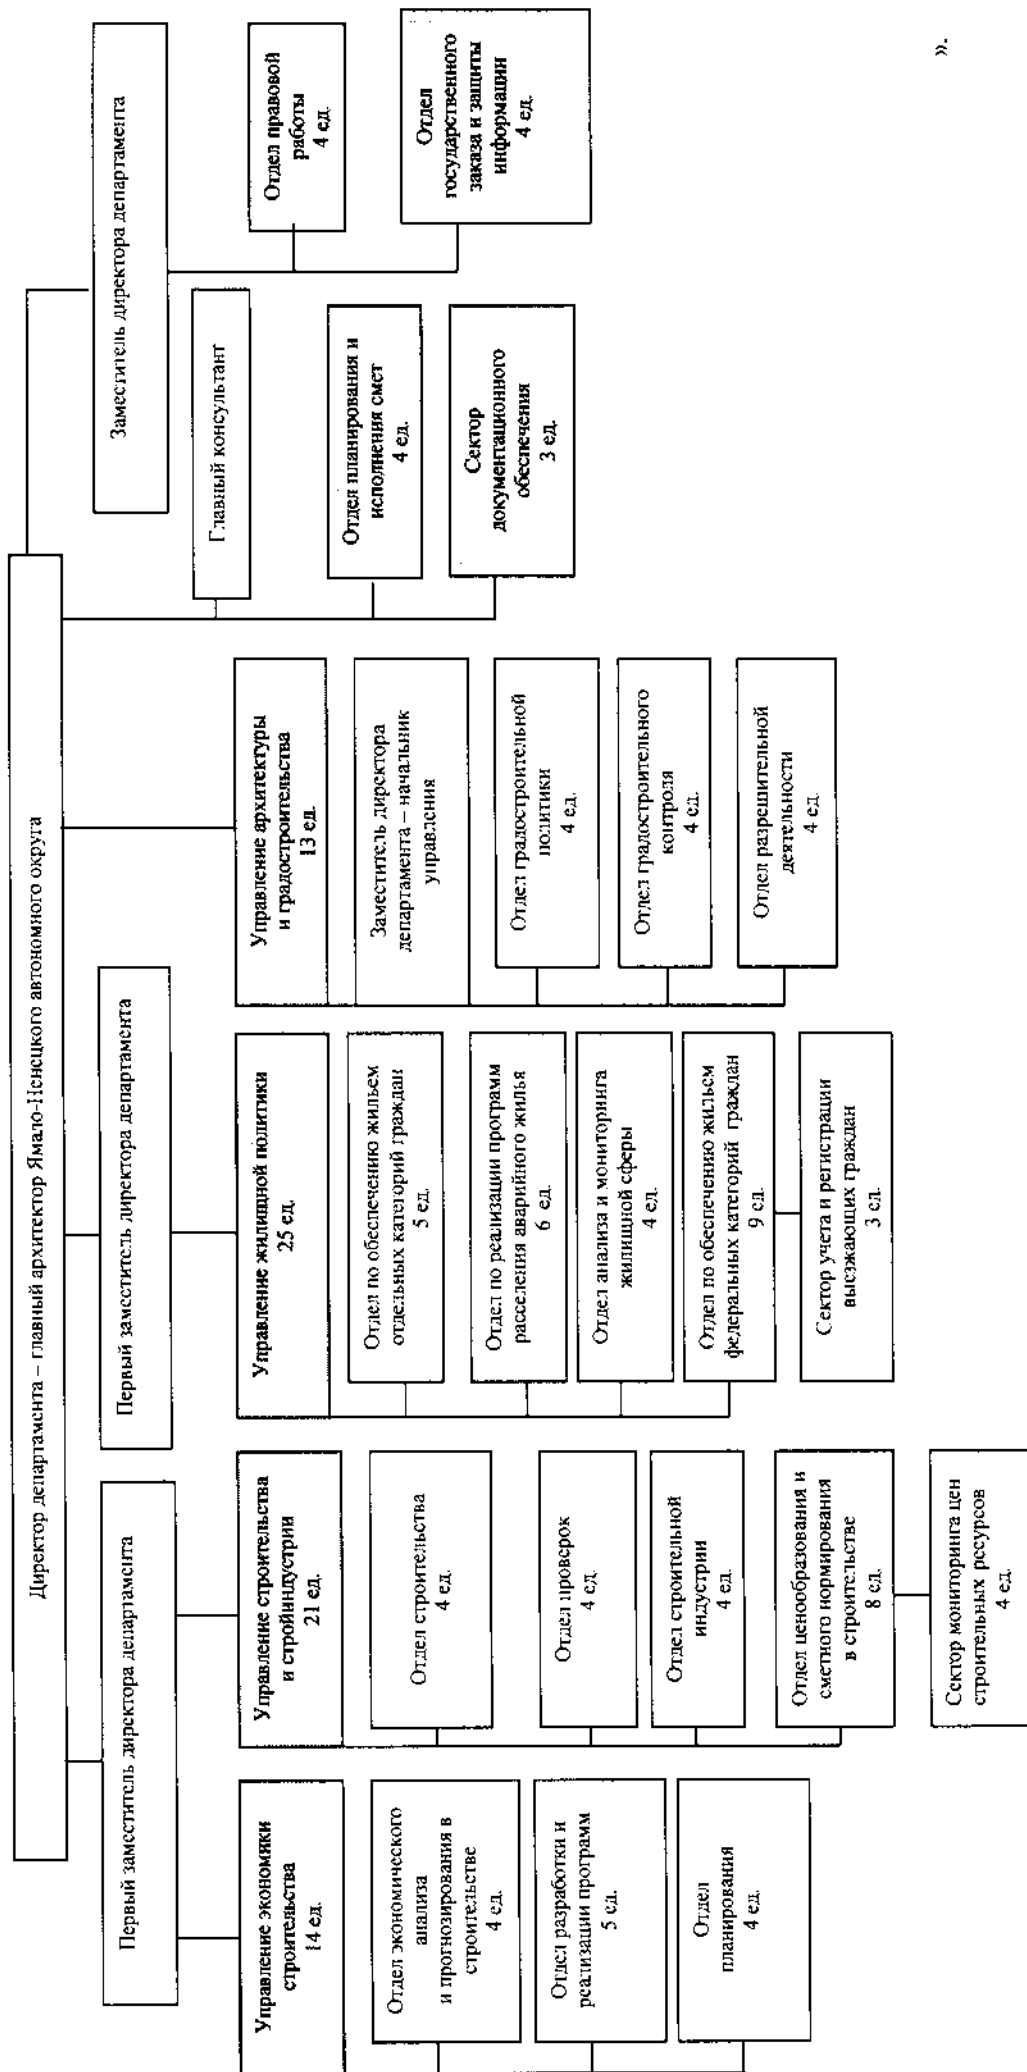 Директор департамента – главный архитектор Ямало-Ненецкого автономного округа
Первый заместитель директора департамента
Первый заместитель директора департамента
Заместитель директора департамента
Управление экономики
строительства
14 ед.
Отдел экономического
анализа
и прогнозирования в
строительстве
4 ед.
Отдел разработки и
реализации программ
5 ед.
Отдел
планирования
4 ед.
Управление строительства
и стройиндустрии
21 ед.
Отдел строительства
4 ед.
Отдел проверок
4 ед.
Отдел строительной
индустрии
4 ед.
Отдел ценообразования и
сметного нормирования
в строительстве
8 ед.
Сектор мониторинга цен
строительных ресурсов
4 ед.
Управление жилищной политики
25 ед.
Отдел по обеспечению жильем
отдельных категорий граждан
5 ед.
Отдел по реализации программ
расселения аварийного жилья
6 ед.
Отдел анализа и мониторинга
жилищной сферы
4 ед.
Отдел по обеспечению жильем
федеральных категорий граждан
9 ед.
Сектор учета и регистрации
выезжающих граждан
3 ед.
Управление архитектуры
и градостроительства
13 ед.
Заместитель директора
департамента – начальник
управления
Отдел градостроительной
политики
4 ед.
Отдел градостроительного
контроля
4 ед.
Отдел разрешительной
деятельности
4 ед.
Главный консультант
Отдел планирования и
исполнения смет
4 ед.
Сектор
документационного
обеспечения
3 ед.
Отдел правовой
работы
4 ед.
Отдел
государственного
заказа и защиты
информации
4 ед.
».